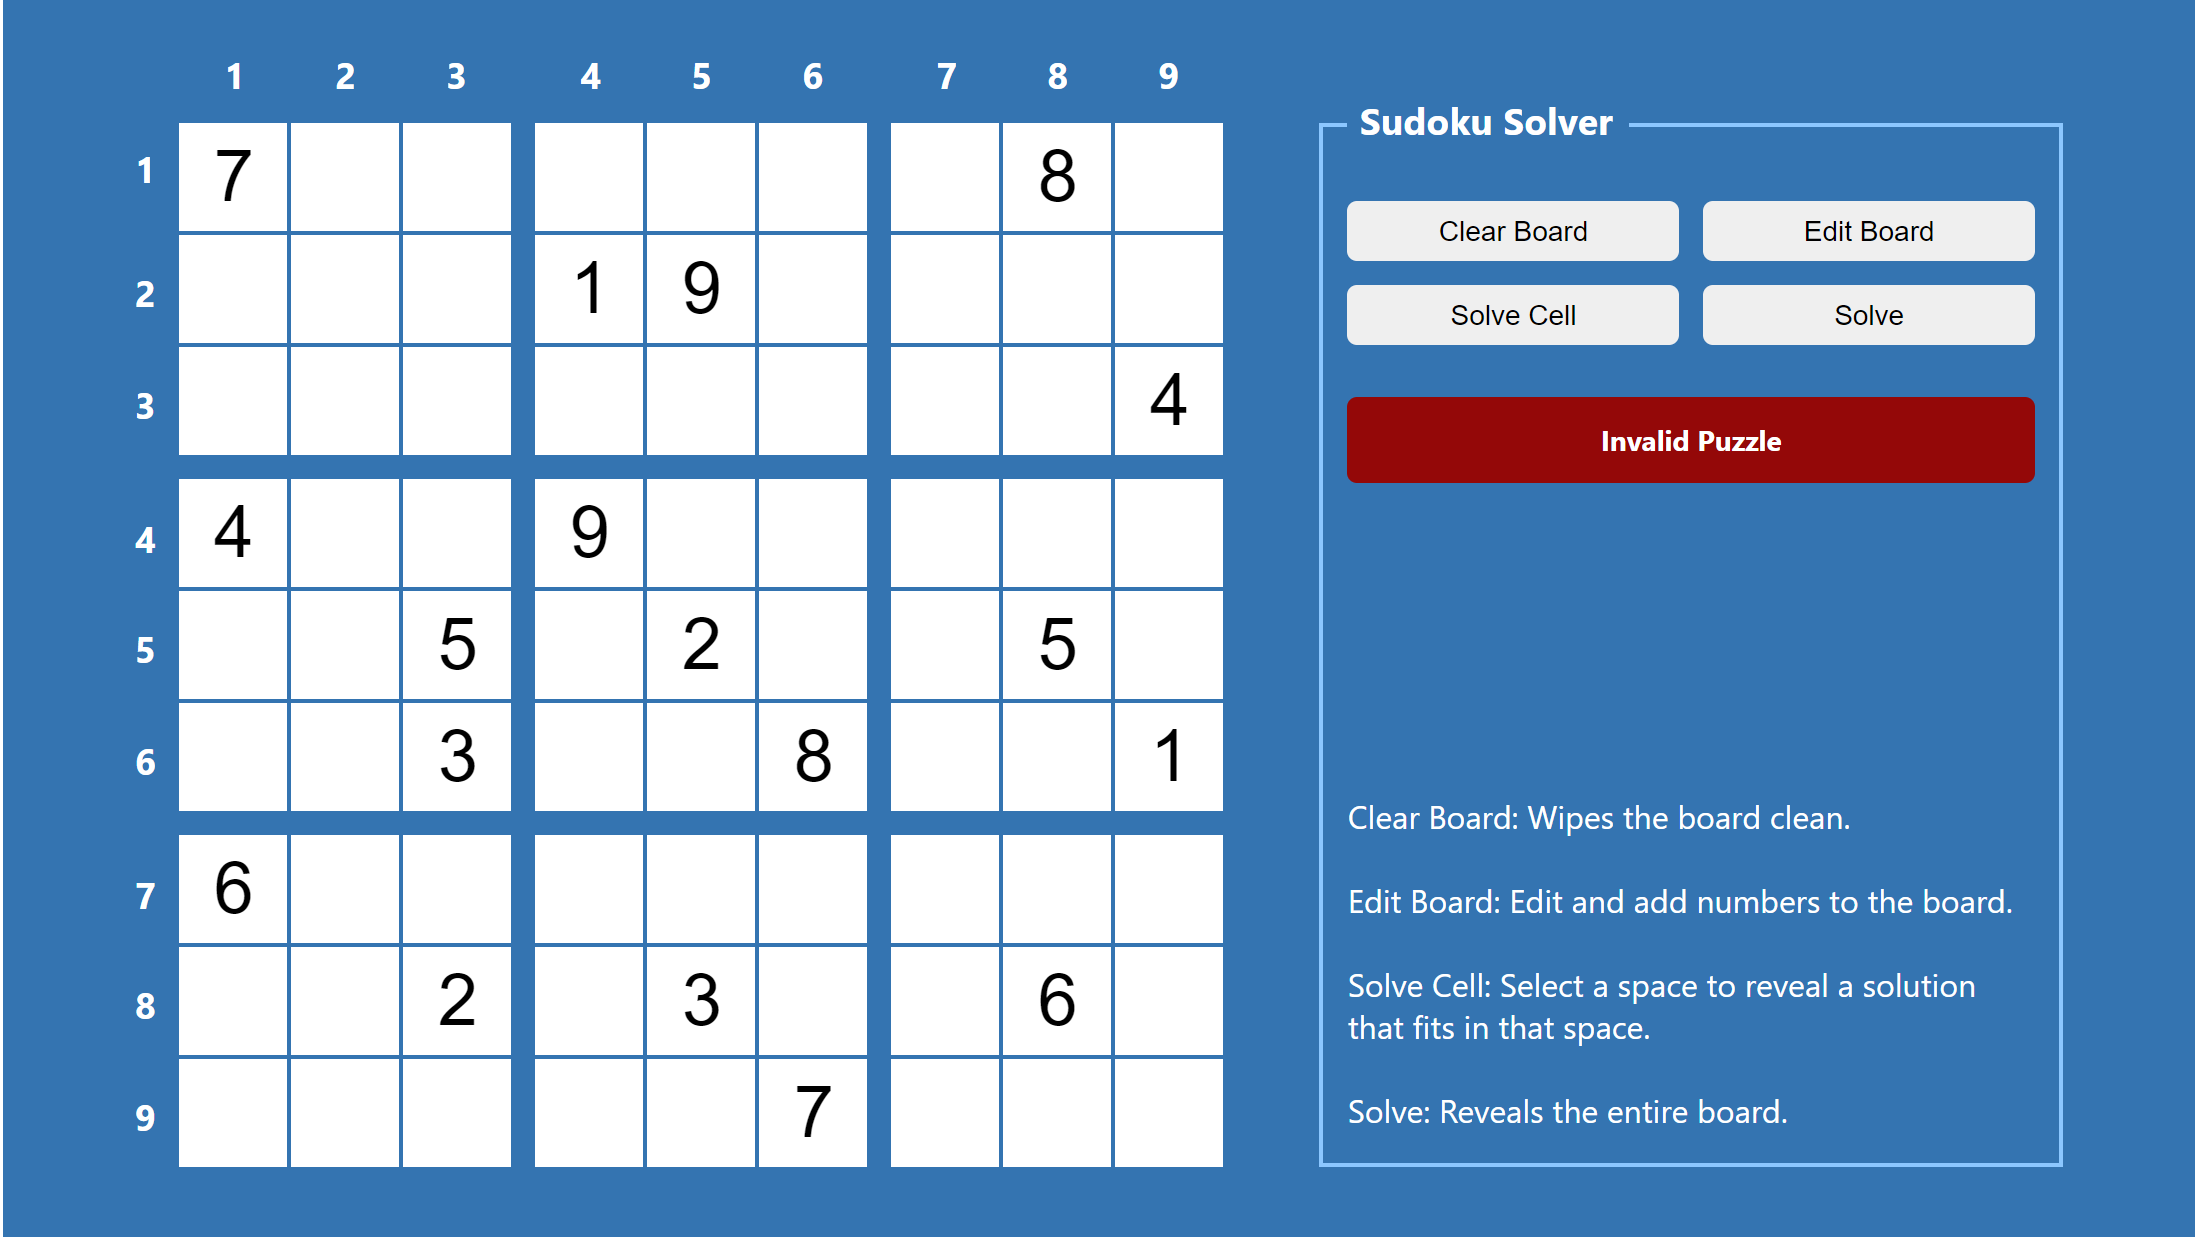 1 2 3 4 5 6 7 8 9
1 7 8
2 1 9
3 4
4 4 9
5 5 2 5
6 3 8 1
7 6
8 2 3 6
9 7
Sudoku Solver
Clear Board Edit Board
Solve Cell Solve
Invalid Puzzle
Clear Board: Wipes the board clean.
Edit Board: Edit and add numbers to the board.
Solve Cell: Select a space to reveal a solution
that fits in that space.
Solve: Reveals the entire board.